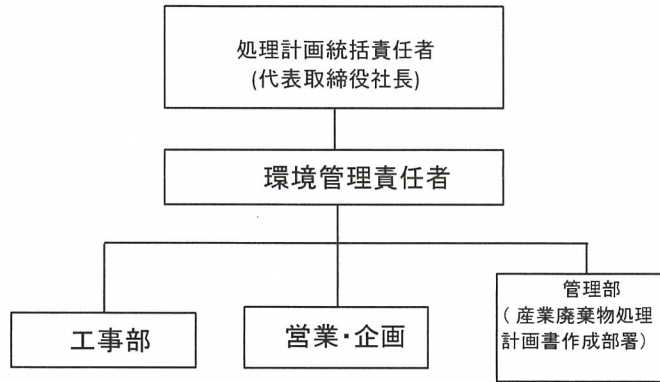 処理計画統括責任者
(代表取締役社長)
環境管理責任者
工事部
営業・企画
管理部
( 産業廃棄物処理
計画書作成部署)